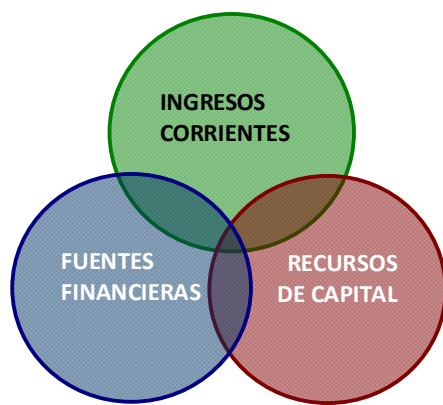 INGRESOS
CORRIENTES
FUENTES
FINANCIERAS
RECURSOS
DE CAPITAL